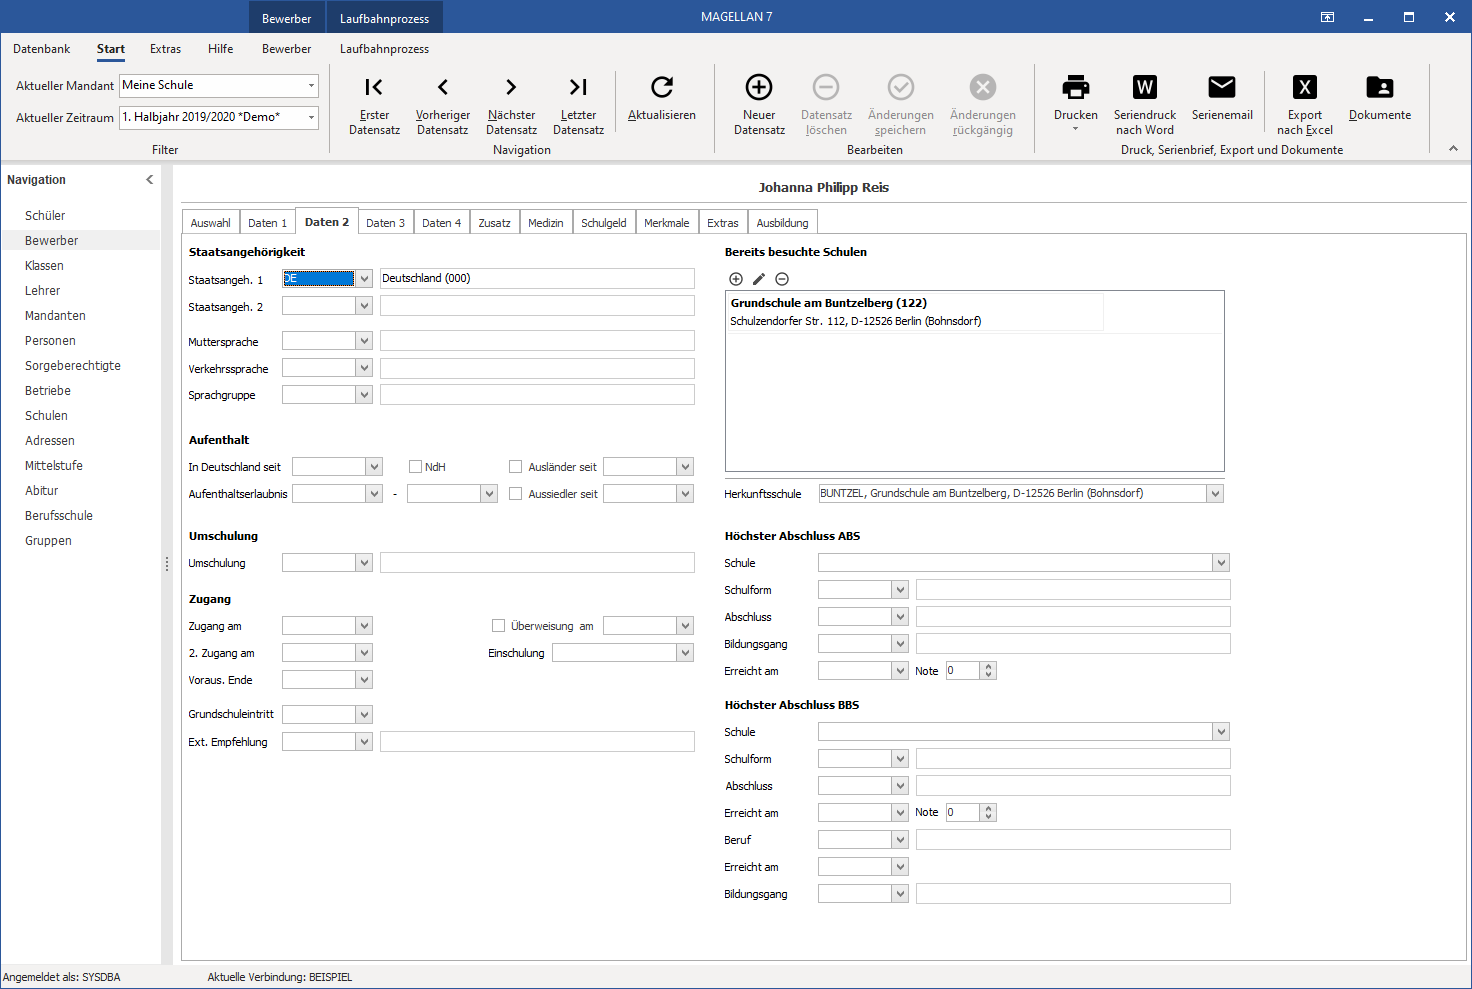 Bewerber Laufbahnprozess MAGELLAN 7
Datenbank Start Extras Hilfe Bewerber Laufbahnprozess
Aktueller Mandant Meine Schule
Aktueller Zeitraum 1. Halbjahr 2019/2020 *Demo*
Filter
Erster Datensatz
Vorheriger Datensatz
Nächster Datensatz
Letzter Datensatz
Aktualisieren
Navigation
Neuer Datensatz
Datensatz löschen
Änderungen speichern
Änderungen rückgängig
Bearbeiten
Drucken
Seriendruck nach Word
Serienemail
Export nach Excel
Dokumente
Druck, Serienbrief, Export und Dokumente
Navigation
Schüler
Bewerber
Klassen
Lehrer
Mandanten
Personen
Sorgeberechtigte
Betriebe
Schulen
Adressen
Mittelstufe
Abitur
Berufsschule
Gruppen
Johanna Philipp Reis
Auswahl Daten 1 Daten 2 Daten 3 Daten 4 Zusatz Medizin Schulgeld Merkmale Extras Ausbildung
Staatsangehörigkeit
Staatsangeh. 1 DE Deutschland (000)
Staatsangeh. 2
Muttersprache
Verkehrssprache
Sprachgruppe
Aufenthalt
In Deutschland seit NdH Ausländer seit
Aufenthaltserlaubnis - Aussiedler seit
Umschulung
Umschulung
Zugang
Zugang am Überweisung am
2. Zugang am Einschulung
Voraus. Ende
Grundschuleintritt
Ext. Empfehlung
Bereits besuchte Schulen
Grundschule am Buntzelberg (122)
Schulzendorfer Str. 112, D-12526 Berlin (Bohnsdorf)
Herkunftsschule BUNTZEL, Grundschule am Buntzelberg, D-12526 Berlin (Bohnsdorf)
Höchster Abschluss ABS
Schule
Schulform
Abschluss
Bildungsgang
Erreicht am Note 0
Höchster Abschluss BBS
Schule
Schulform
Abschluss
Erreicht am Note 0
Beruf
Erreicht am
Bildungsgang
Angemeldet als: SYSDBA Aktuelle Verbindung: BEISPIEL